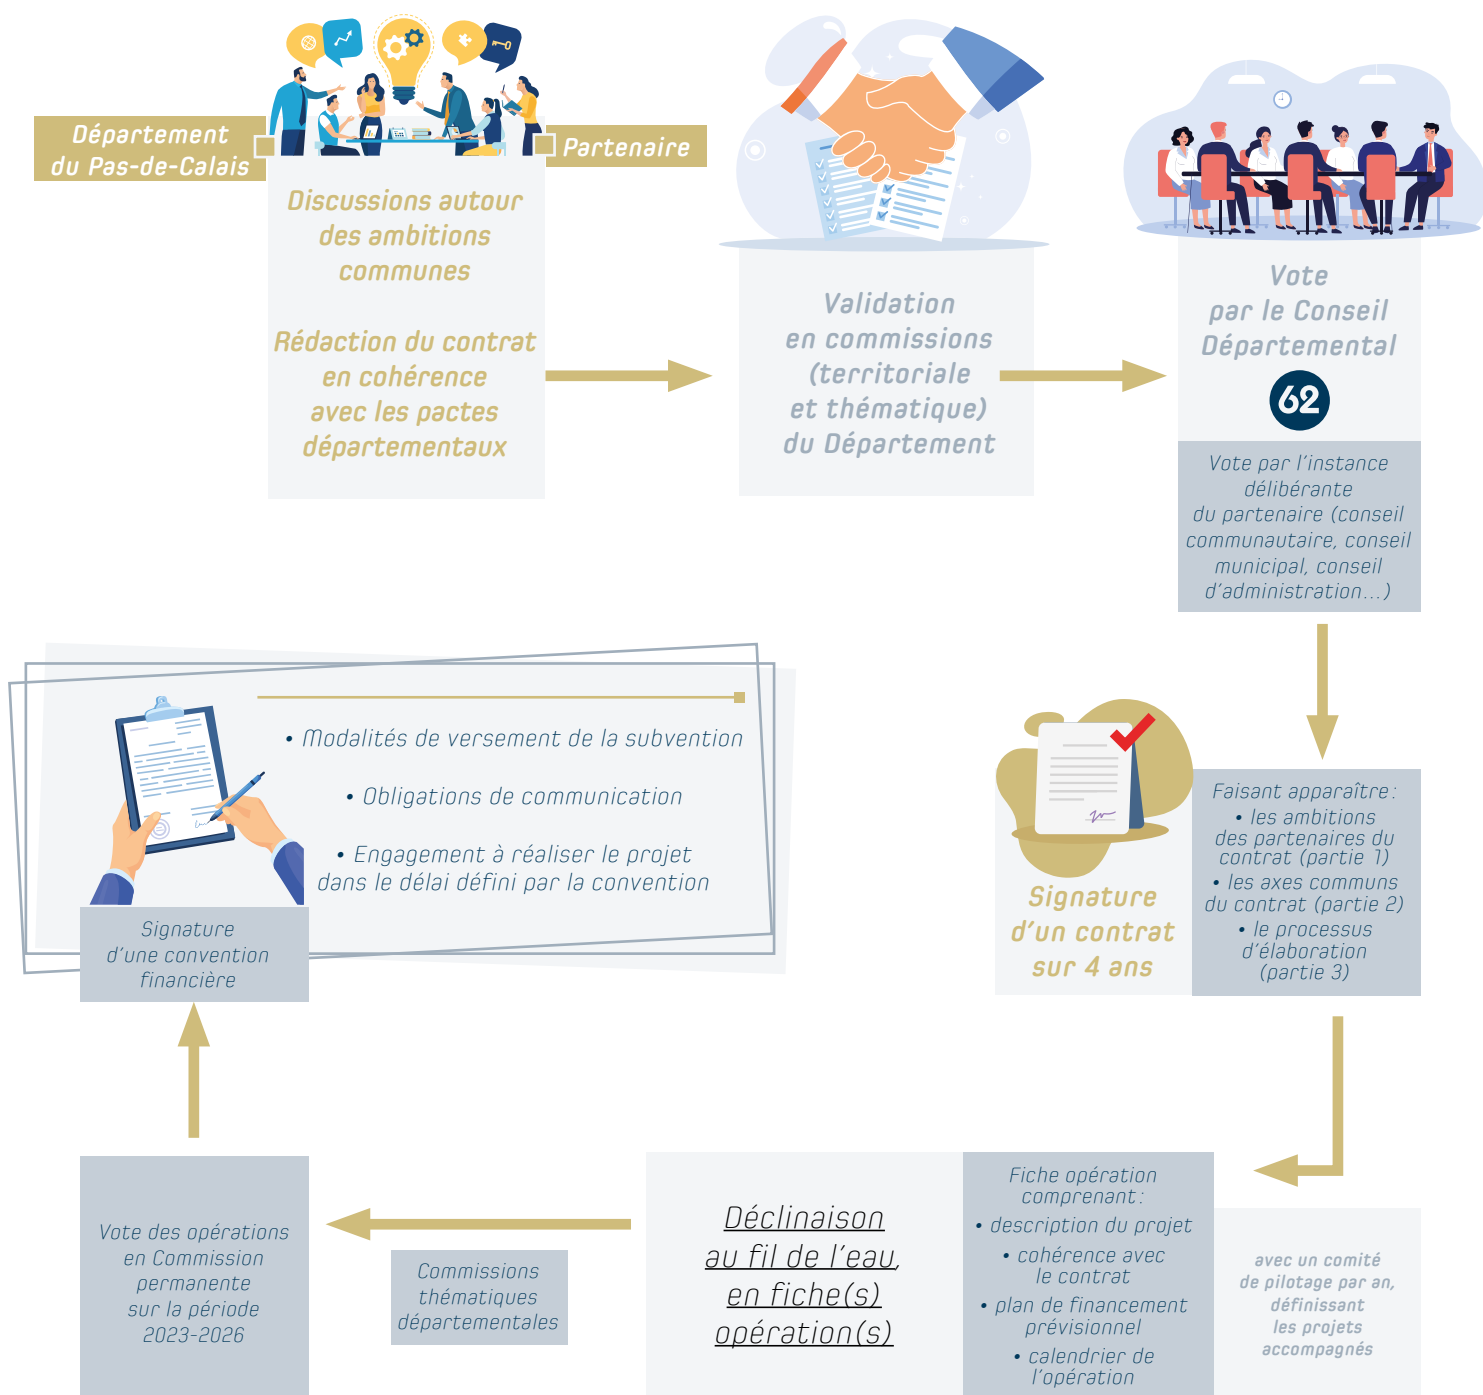 Département
du Pas-de-Calais
Partenaire
Discussions autour
des ambitions
communes
Rédaction du contrat
en cohérence
avec les pactes
départementaux
Validation
en commissions
(territoriale
et thématique)
du Département
Vote
par le Conseil
Départemental
62
Vote par l'instance
délibérante
du partenaire (conseil
communautaire, conseil
municipal, conseil
d'administration...)
Signature
d'un contrat
sur 4 ans
Faisant apparaître :
• les ambitions
des partenaires du
contrat (partie 1)
• les axes communs
du contrat (partie 2)
• le processus
d'élaboration
(partie 3)
avec un comité
de pilotage par an,
définissant
les projets
accompagnés
Fiche opération
comprenant :
• description du projet
• cohérence avec
le contrat
• plan de financement
prévisionnel
• calendrier de
l'opération
Déclinaison
au fil de l'eau,
en fiche(s)
opération(s)
Commissions
thématiques
départementales
Vote des opérations
en Commission
permanente
sur la période
2023-2026
Signature
d'une convention
financière
• Modalités de versement de la subvention
• Obligations de communication
• Engagement à réaliser le projet
dans le délai défini par la convention